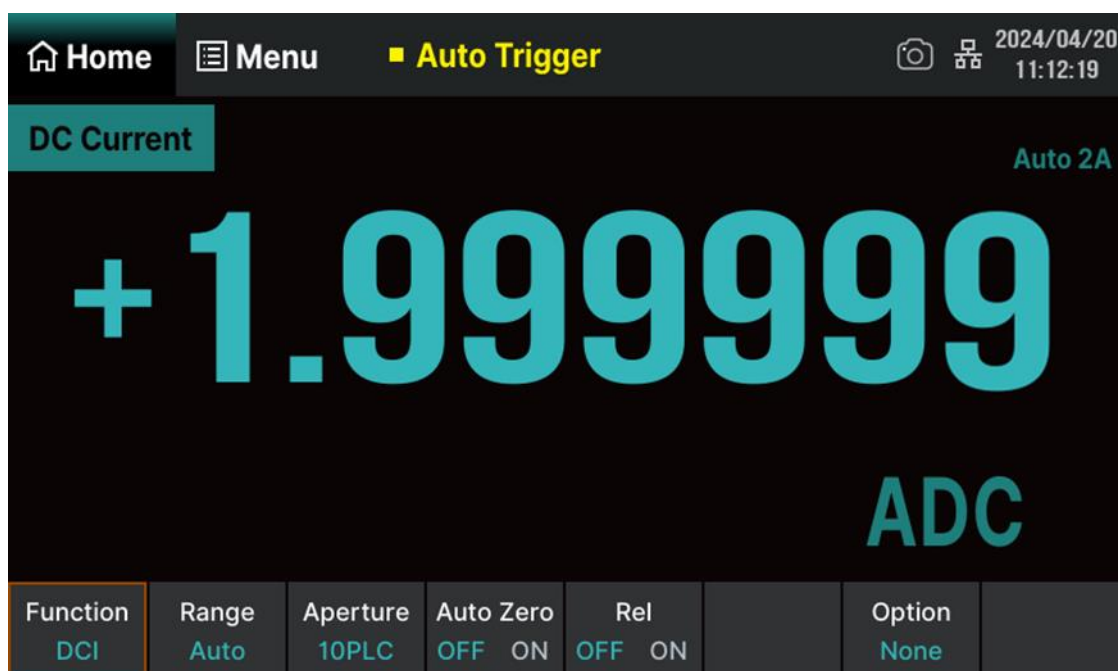 Home Menu Auto Trigger 2024/04/20
11:12:19
DC Current
Auto 2A
+1.999999
ADC
Function Range Aperture Auto Zero Rel Option
DCI Auto 10PLC OFF ON OFF ON None